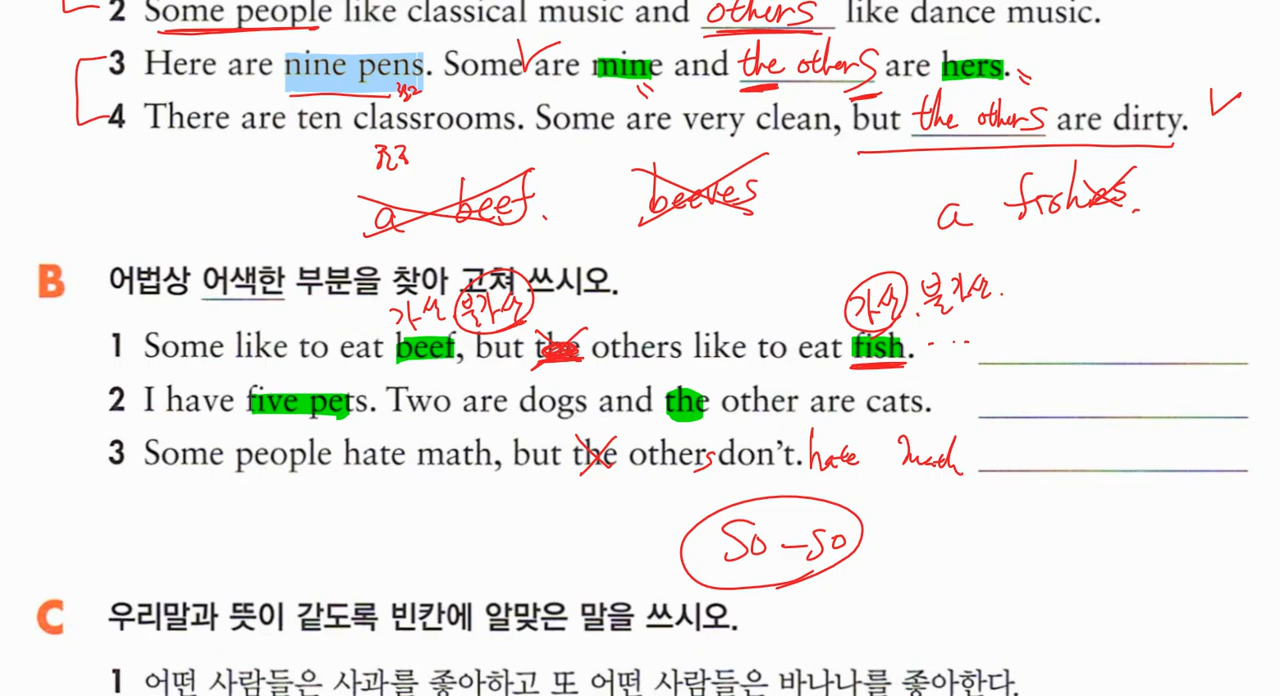 2 Some people like classical music and others like dance music.
3 Here are nine pens. Some are mine and the others are hers.
4 There are ten classrooms. Some are very clean, but the others are dirty.
a beef. beeves a fishes.
B 어법상 어색한 부분을 찾아 고쳐 쓰시오.
가산 불가산 가산. 불가산.
1 Some like to eat beef, but the others like to eat fish. ...
2 I have five pets. Two are dogs and the other are cats.
3 Some people hate math, but the others don't. hate math
So-so
C 우리말과 뜻이 같도록 빈칸에 알맞은 말을 쓰시오.
1 어떤 사람들은 사과를 좋아하고 또 어떤 사람들은 바나나를 좋아한다.